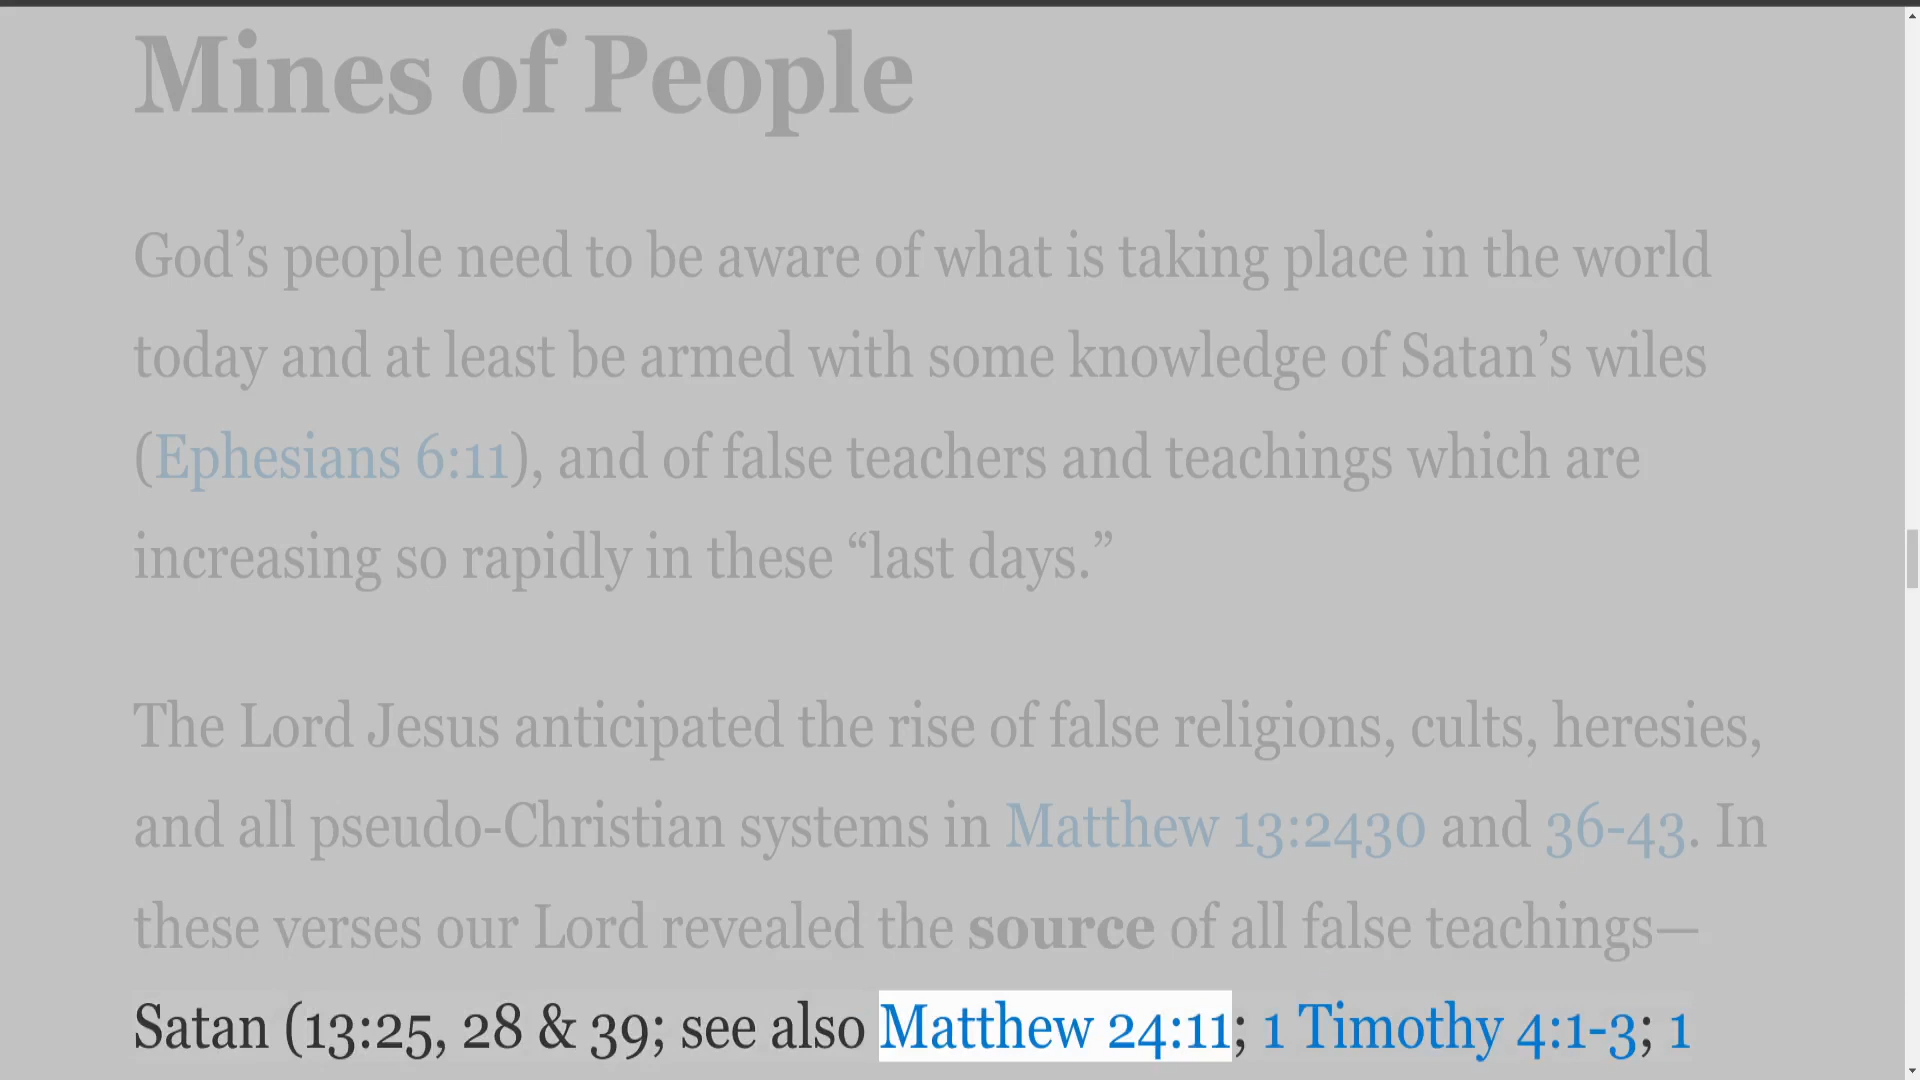 Mines of People
God’s people need to be aware of what is taking place in the world
today and at least be armed with some knowledge of Satan’s wiles
(Ephesians 6:11), and of false teachers and teachings which are
increasing so rapidly in these “last days.”
The Lord Jesus anticipated the rise of false religions, cults, heresies,
and all pseudo-Christian systems in Matthew 13:2430 and 36-43. In
these verses our Lord revealed the source of all false teachings—
Satan (13:25, 28 & 39; see also Matthew 24:11; 1 Timothy 4:1-3; 1